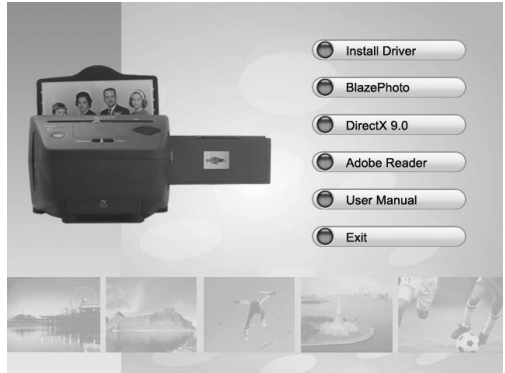 Install Driver
BlazePhoto
DirectX 9.0
Adobe Reader
User Manual
Exit